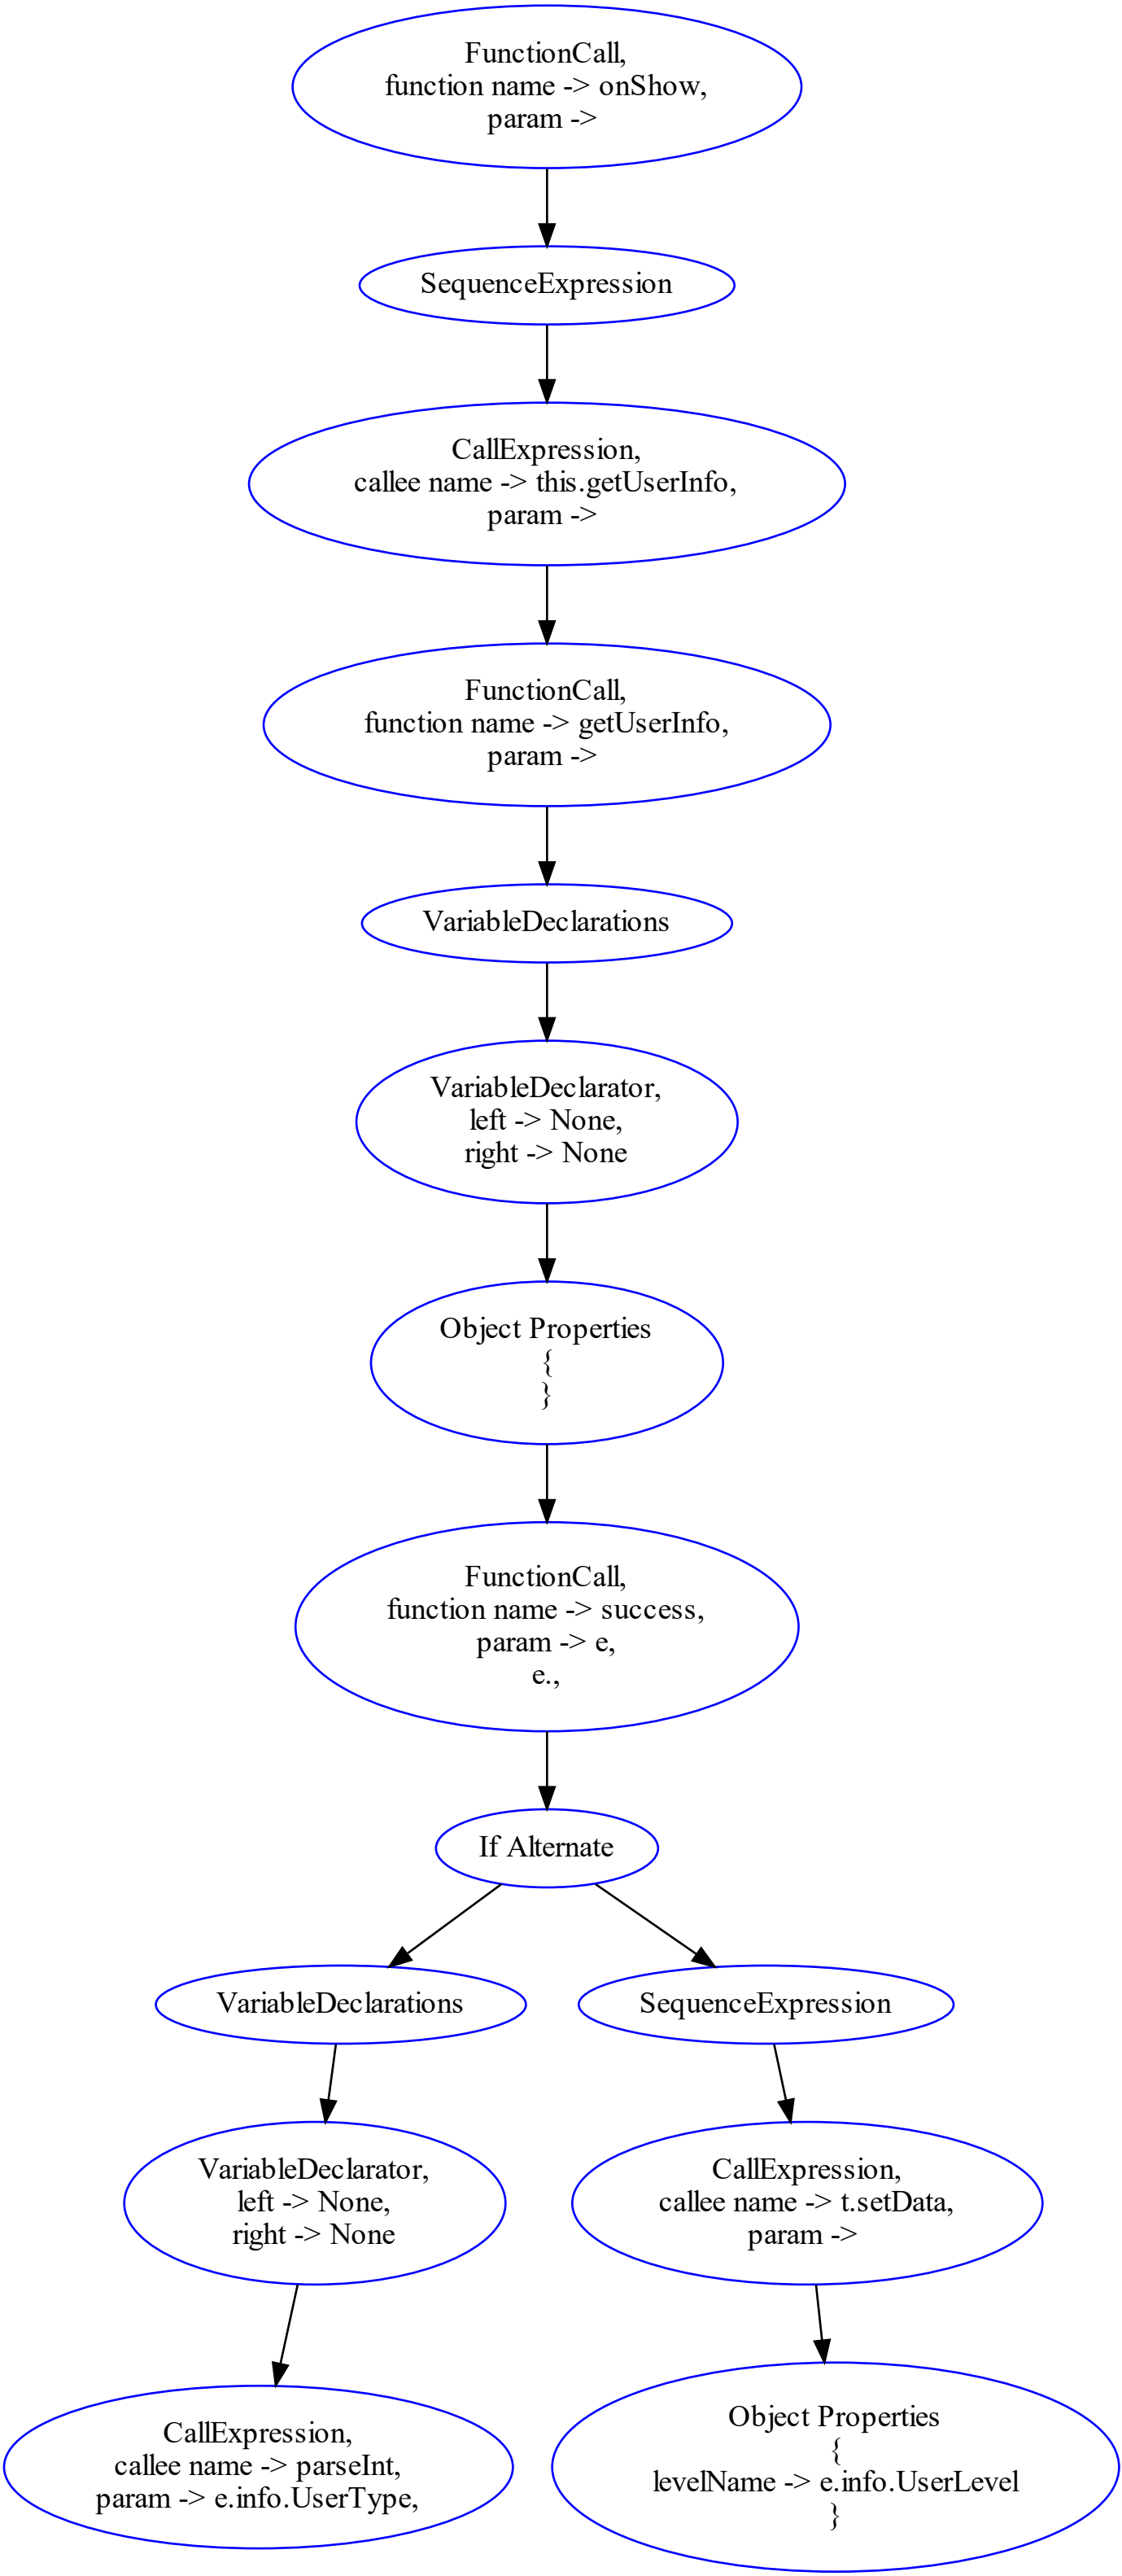 FunctionCall,
function name -> onShow,
param ->
SequenceExpression
CallExpression,
callee name -> this.getUserInfo,
param ->
FunctionCall,
function name -> getUserInfo,
param ->
VariableDeclarations
VariableDeclarator,
left -> None,
right -> None
Object Properties
{
}
FunctionCall,
function name -> success,
param -> e,
e.,
If Alternate
VariableDeclarations
SequenceExpression
VariableDeclarator,
left -> None,
right -> None
CallExpression,
callee name -> t.setData,
param ->
CallExpression,
callee name -> parseInt,
param -> e.info.UserType,
Object Properties
{
levelName -> e.info.UserLevel
}